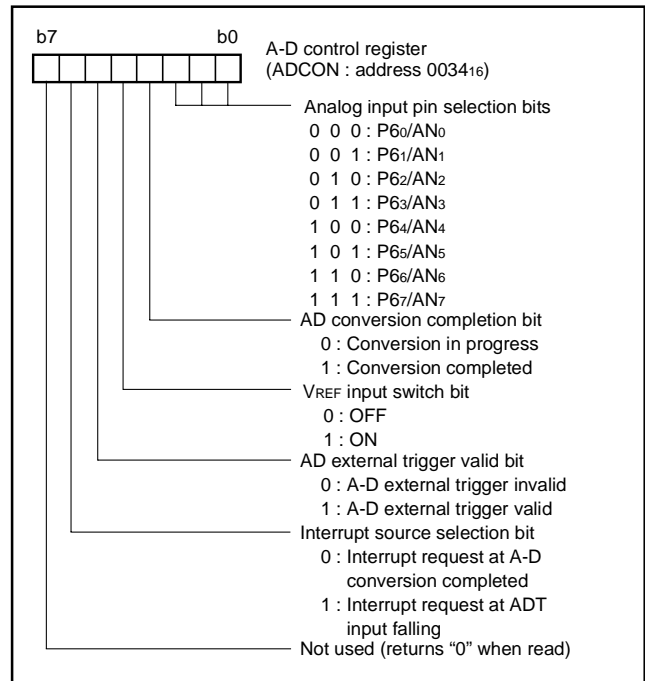 b7 b0
A-D control register
(ADCON : address 003416)
Analog input pin selection bits
0 0 0 : P60/AN0
0 0 1 : P61/AN1
0 1 0 : P62/AN2
0 1 1 : P63/AN3
1 0 0 : P64/AN4
1 0 1 : P65/AN5
1 1 0 : P66/AN6
1 1 1 : P67/AN7
AD conversion completion bit
0 : Conversion in progress
1 : Conversion completed
VREF input switch bit
0 : OFF
1 : ON
AD external trigger valid bit
0 : A-D external trigger invalid
1 : A-D external trigger valid
Interrupt source selection bit
0 : Interrupt request at A-D
conversion completed
1 : Interrupt request at ADT
input falling
Not used (returns “0” when read)